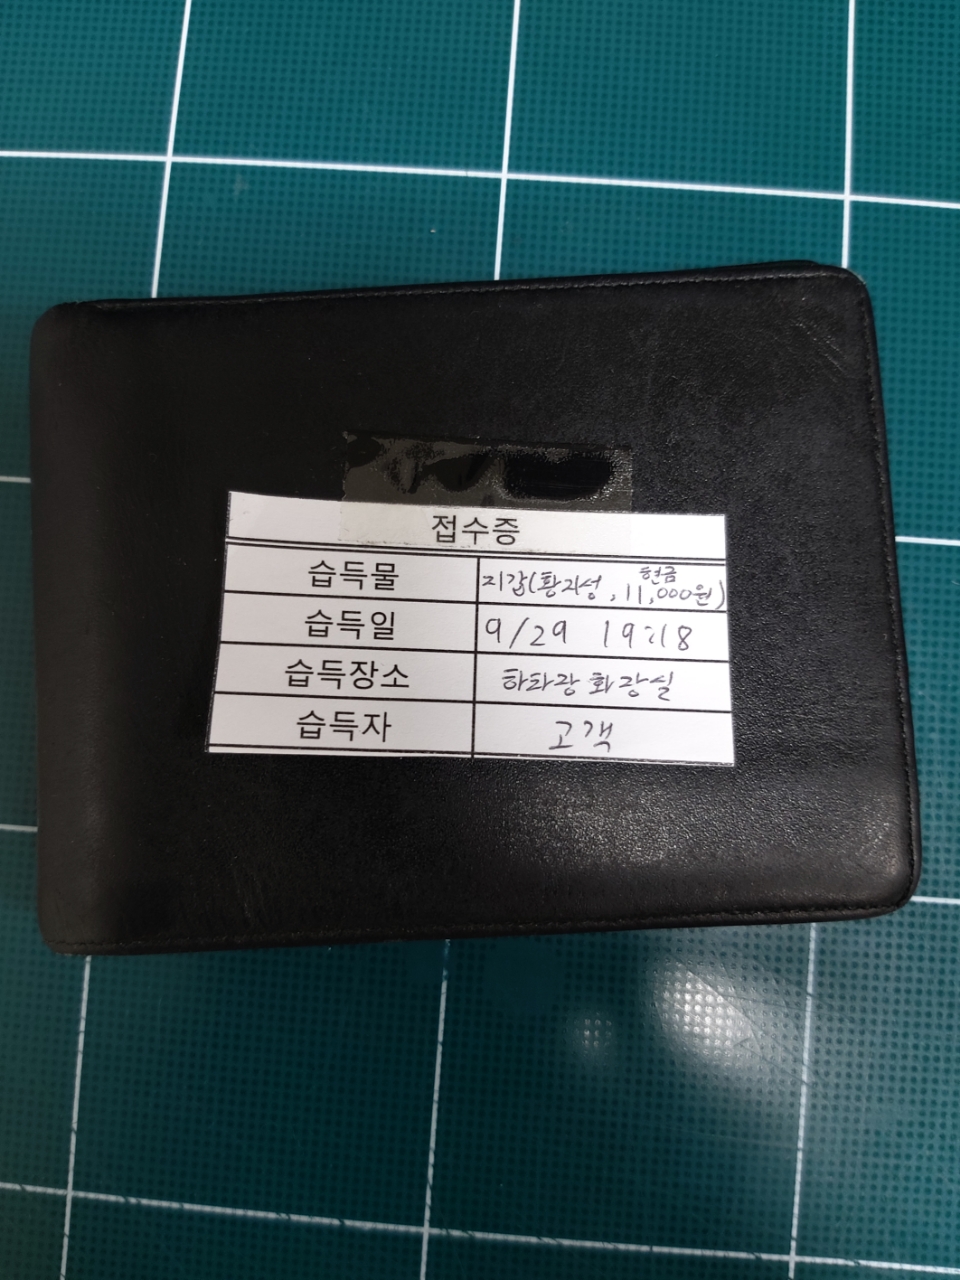 접수증
습득물 지갑(황지성, 현금 11,000원)
습득일 9/29 19:18
습득장소 하차장 화장실
습득자 고객